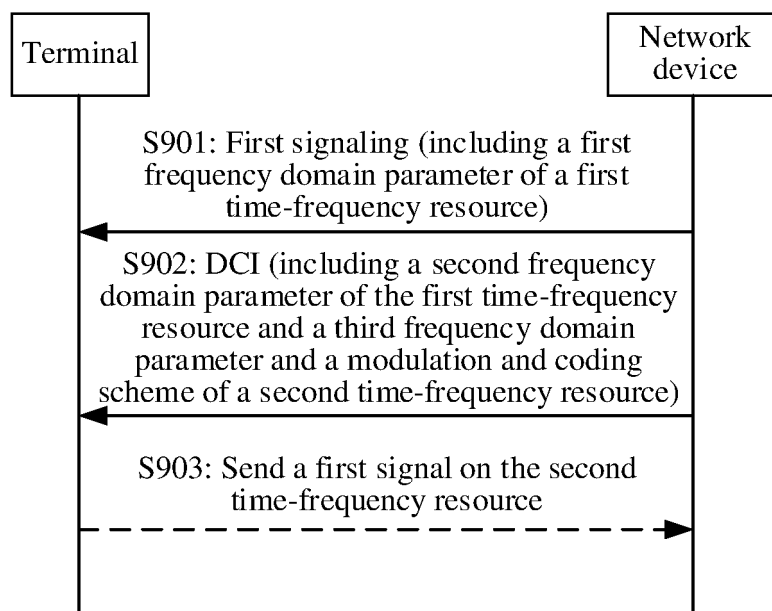 Terminal
Network
device
S901: First signaling (including a first
frequency domain parameter of a first
time-frequency resource)
S902: DCI (including a second frequency
domain parameter of the first time-frequency
resource and a third frequency domain
parameter and a modulation and coding
scheme of a second time-frequency resource)
S903: Send a first signal on the second
time-frequency resource